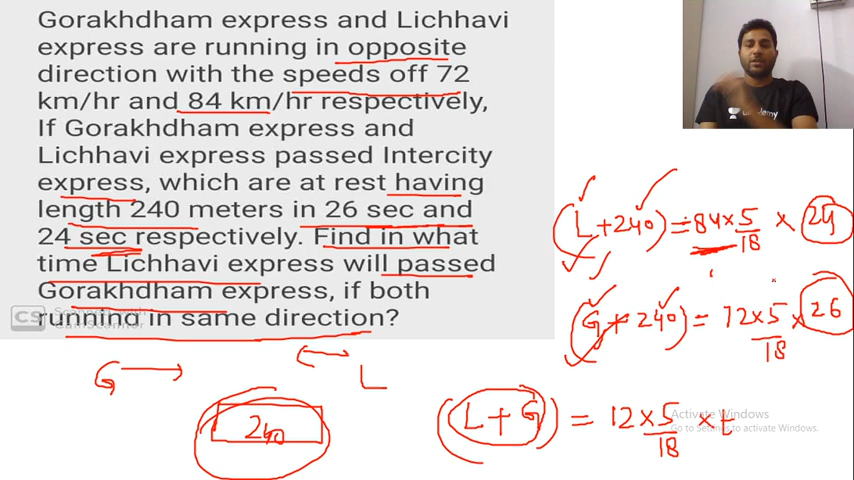 Gorakhdham express and Lichhavi
express are running in opposite
direction with the speeds off 72
km/hr and 84 km/hr respectively,
If Gorakhdham express and
Lichhavi express passed Intercity
express, which are at rest having
length 240 meters in 26 sec and
24 sec respectively. Find in what
time Lichhavi express will passed
Gorakhdham express, if both
running in same direction?
CS Scanned with
CamScanner
G
L
240
(L+240) = 84×5/18 × 24
(G+240) = 72×5/18 × 26
(L+G) = 12×5/18 × t
Activate Windows
Go to Settings to activate Windows.